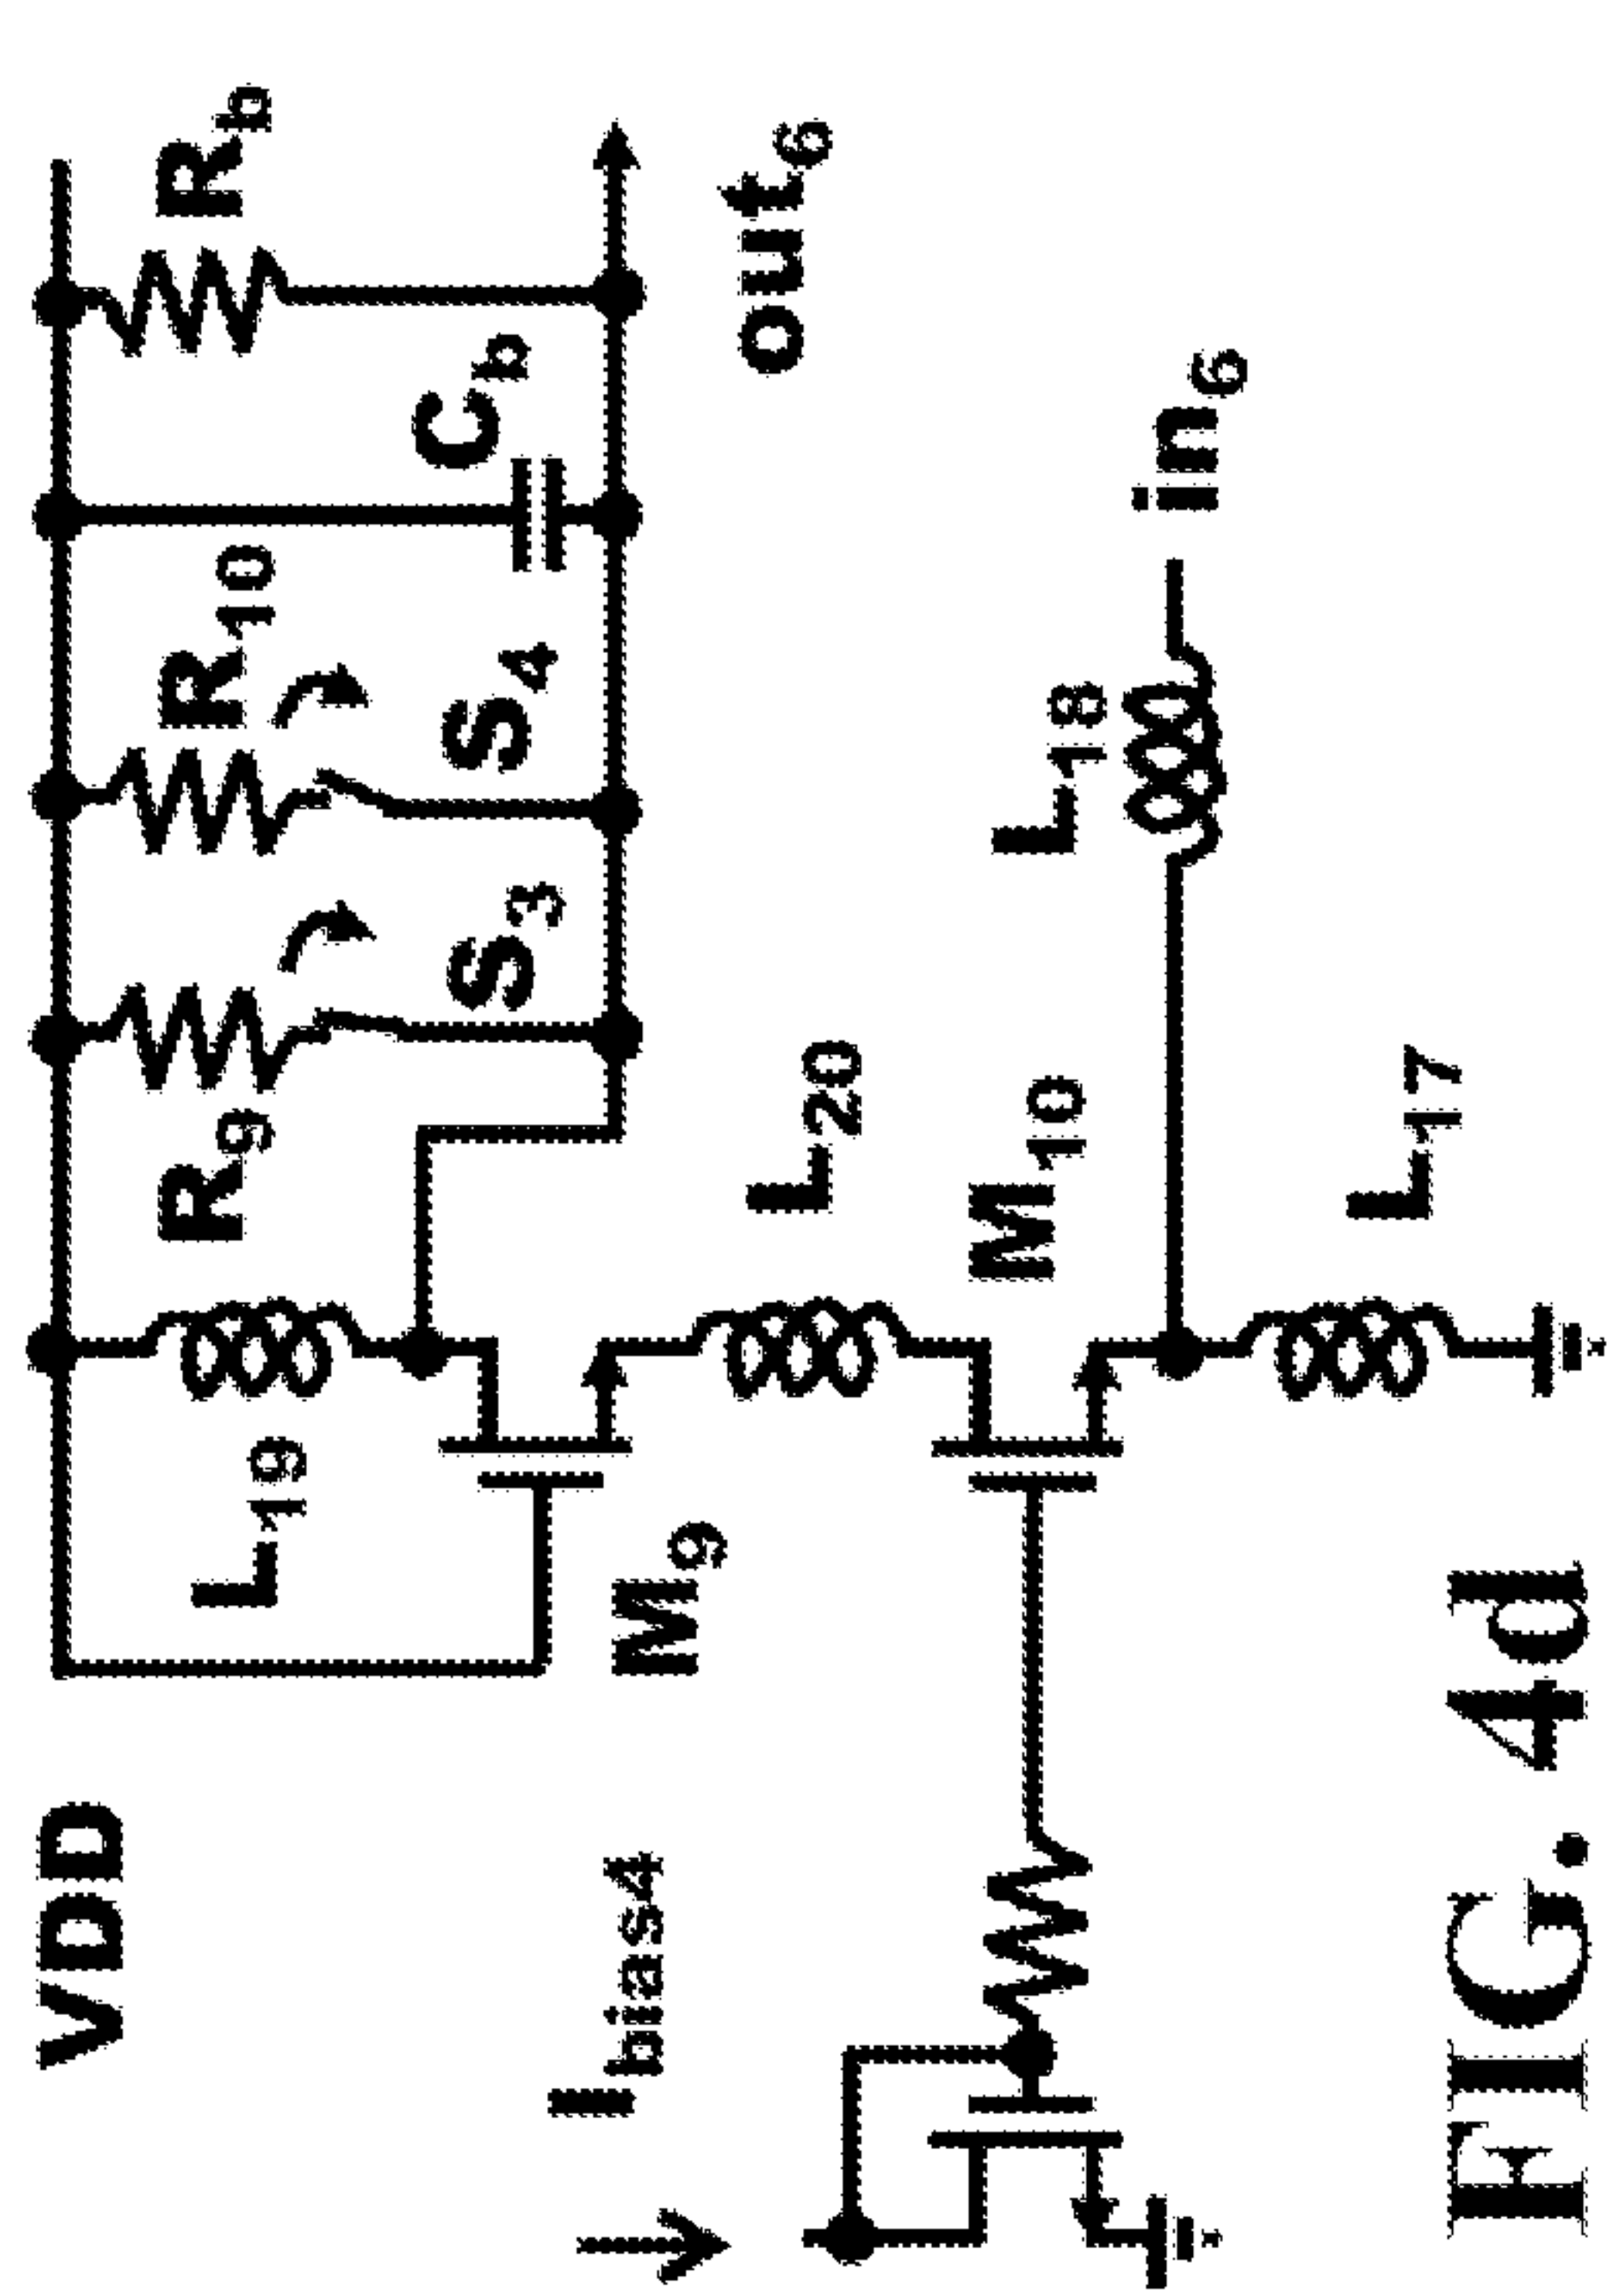 VDD
L19
R9
R10
Rb
S3
S4
Cb
Ibias4
M9
L20
out6
M10
L18
in6
L17
FIG. 4d